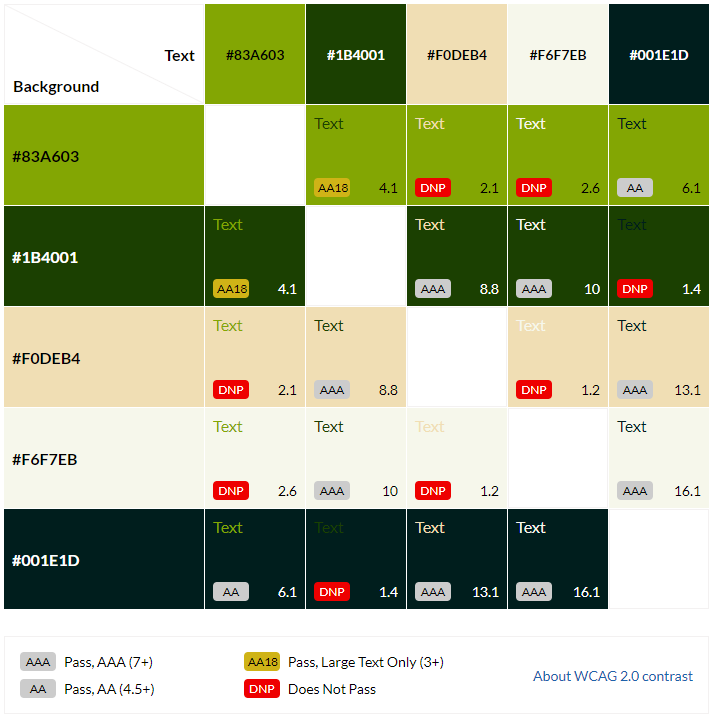 Text
Background
#83A603 #1B4001 #F0DEB4 #F6F7EB #001E1D
#83A603
Text Text Text Text
AA18 4.1 DNP 2.1 DNP 2.6 AA 6.1
#1B4001
Text Text Text Text
AA18 4.1 AAA 8.8 AAA 10 DNP 1.4
#F0DEB4
Text Text Text Text
DNP 2.1 AAA 8.8 DNP 1.2 AAA 13.1
#F6F7EB
Text Text Text Text
DNP 2.6 AAA 10 DNP 1.2 AAA 16.1
#001E1D
Text Text Text Text
AA 6.1 DNP 1.4 AAA 13.1 AAA 16.1
AAA Pass, AAA (7+) AA18 Pass, Large Text Only (3+)
About WCAG 2.0 contrast
AA Pass, AA (4.5+) DNP Does Not Pass